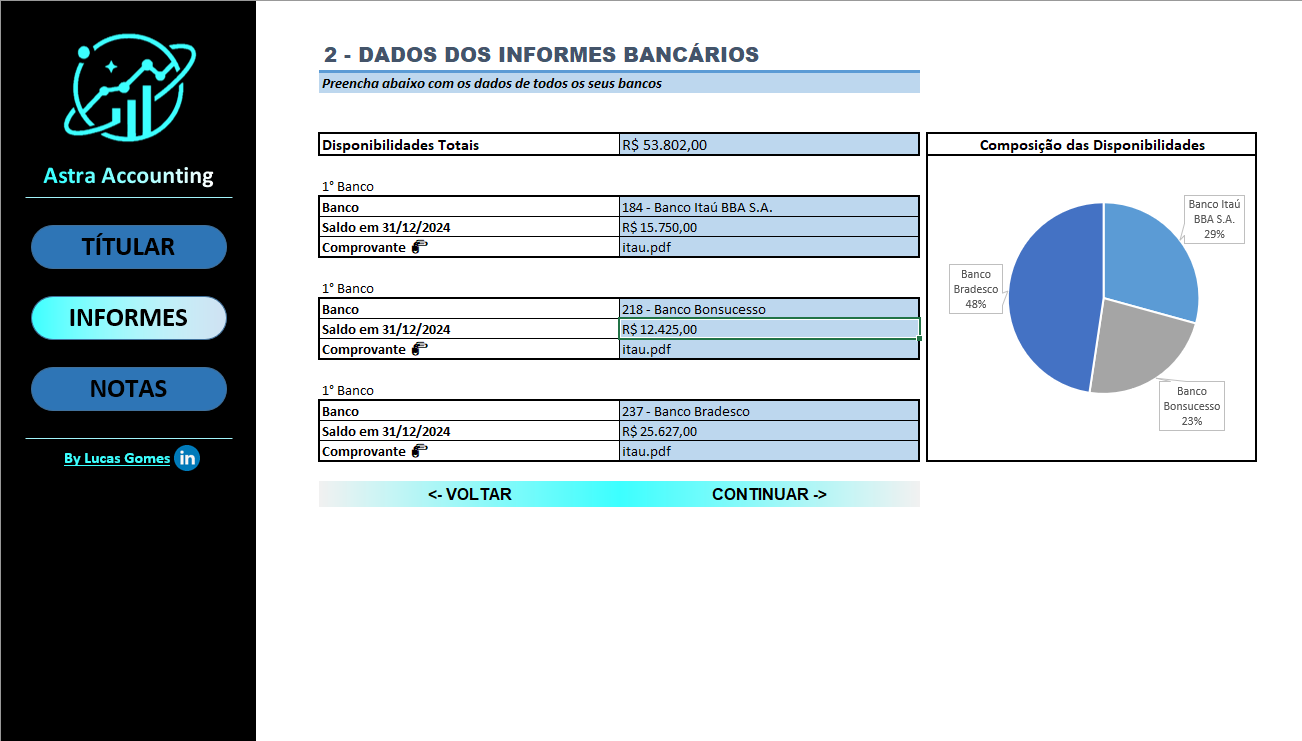 Astra Accounting
TÍTULAR
INFORMES
NOTAS
By Lucas Gomes in
2 - DADOS DOS INFORMES BANCÁRIOS
Preencha abaixo com os dados de todos os seus bancos
Disponibilidades Totais R$ 53.802,00
1° Banco
Banco 184 - Banco Itaú BBA S.A.
Saldo em 31/12/2024 R$ 15.750,00
Comprovante itau.pdf
1° Banco
Banco 218 - Banco Bonsucesso
Saldo em 31/12/2024 R$ 12.425,00
Comprovante itau.pdf
1° Banco
Banco 237 - Banco Bradesco
Saldo em 31/12/2024 R$ 25.627,00
Comprovante itau.pdf
<- VOLTAR CONTINUAR ->
Composição das Disponibilidades
Banco Itaú
BBA S.A.
29%
Banco
Bradesco
48%
Banco
Bonsucesso
23%